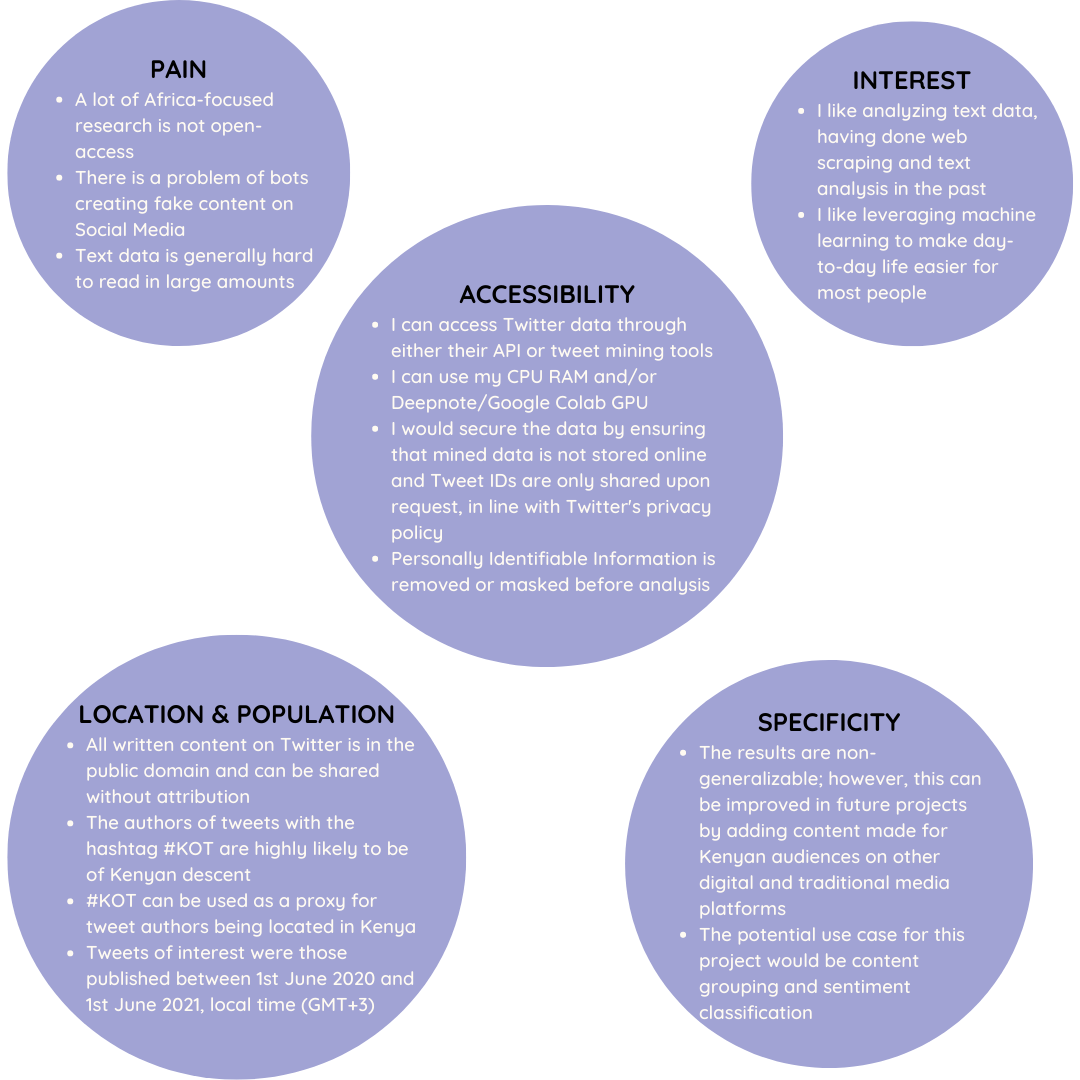 PAIN
• A lot of Africa-focused
research is not open-
access
• There is a problem of bots
creating fake content on
Social Media
• Text data is generally hard
to read in large amounts
INTEREST
• I like analyzing text data,
having done web
scraping and text
analysis in the past
• I like leveraging machine
learning to make day-
to-day life easier for
most people
ACCESSIBILITY
• I can access Twitter data through
either their API or tweet mining tools
• I can use my CPU RAM and/or
Deepnote/Google Colab GPU
• I would secure the data by ensuring
that mined data is not stored online
and Tweet IDs are only shared upon
request, in line with Twitter's privacy
policy
• Personally Identifiable Information is
removed or masked before analysis
LOCATION & POPULATION
• All written content on Twitter is in the
public domain and can be shared
without attribution
• The authors of tweets with the
hashtag #KOT are highly likely to be
of Kenyan descent
• #KOT can be used as a proxy for
tweet authors being located in Kenya
• Tweets of interest were those
published between 1st June 2020 and
1st June 2021, local time (GMT+3)
SPECIFICITY
• The results are non-
generalizable; however, this can
be improved in future projects
by adding content made for
Kenyan audiences on other
digital and traditional media
platforms
• The potential use case for this
project would be content
grouping and sentiment
classification